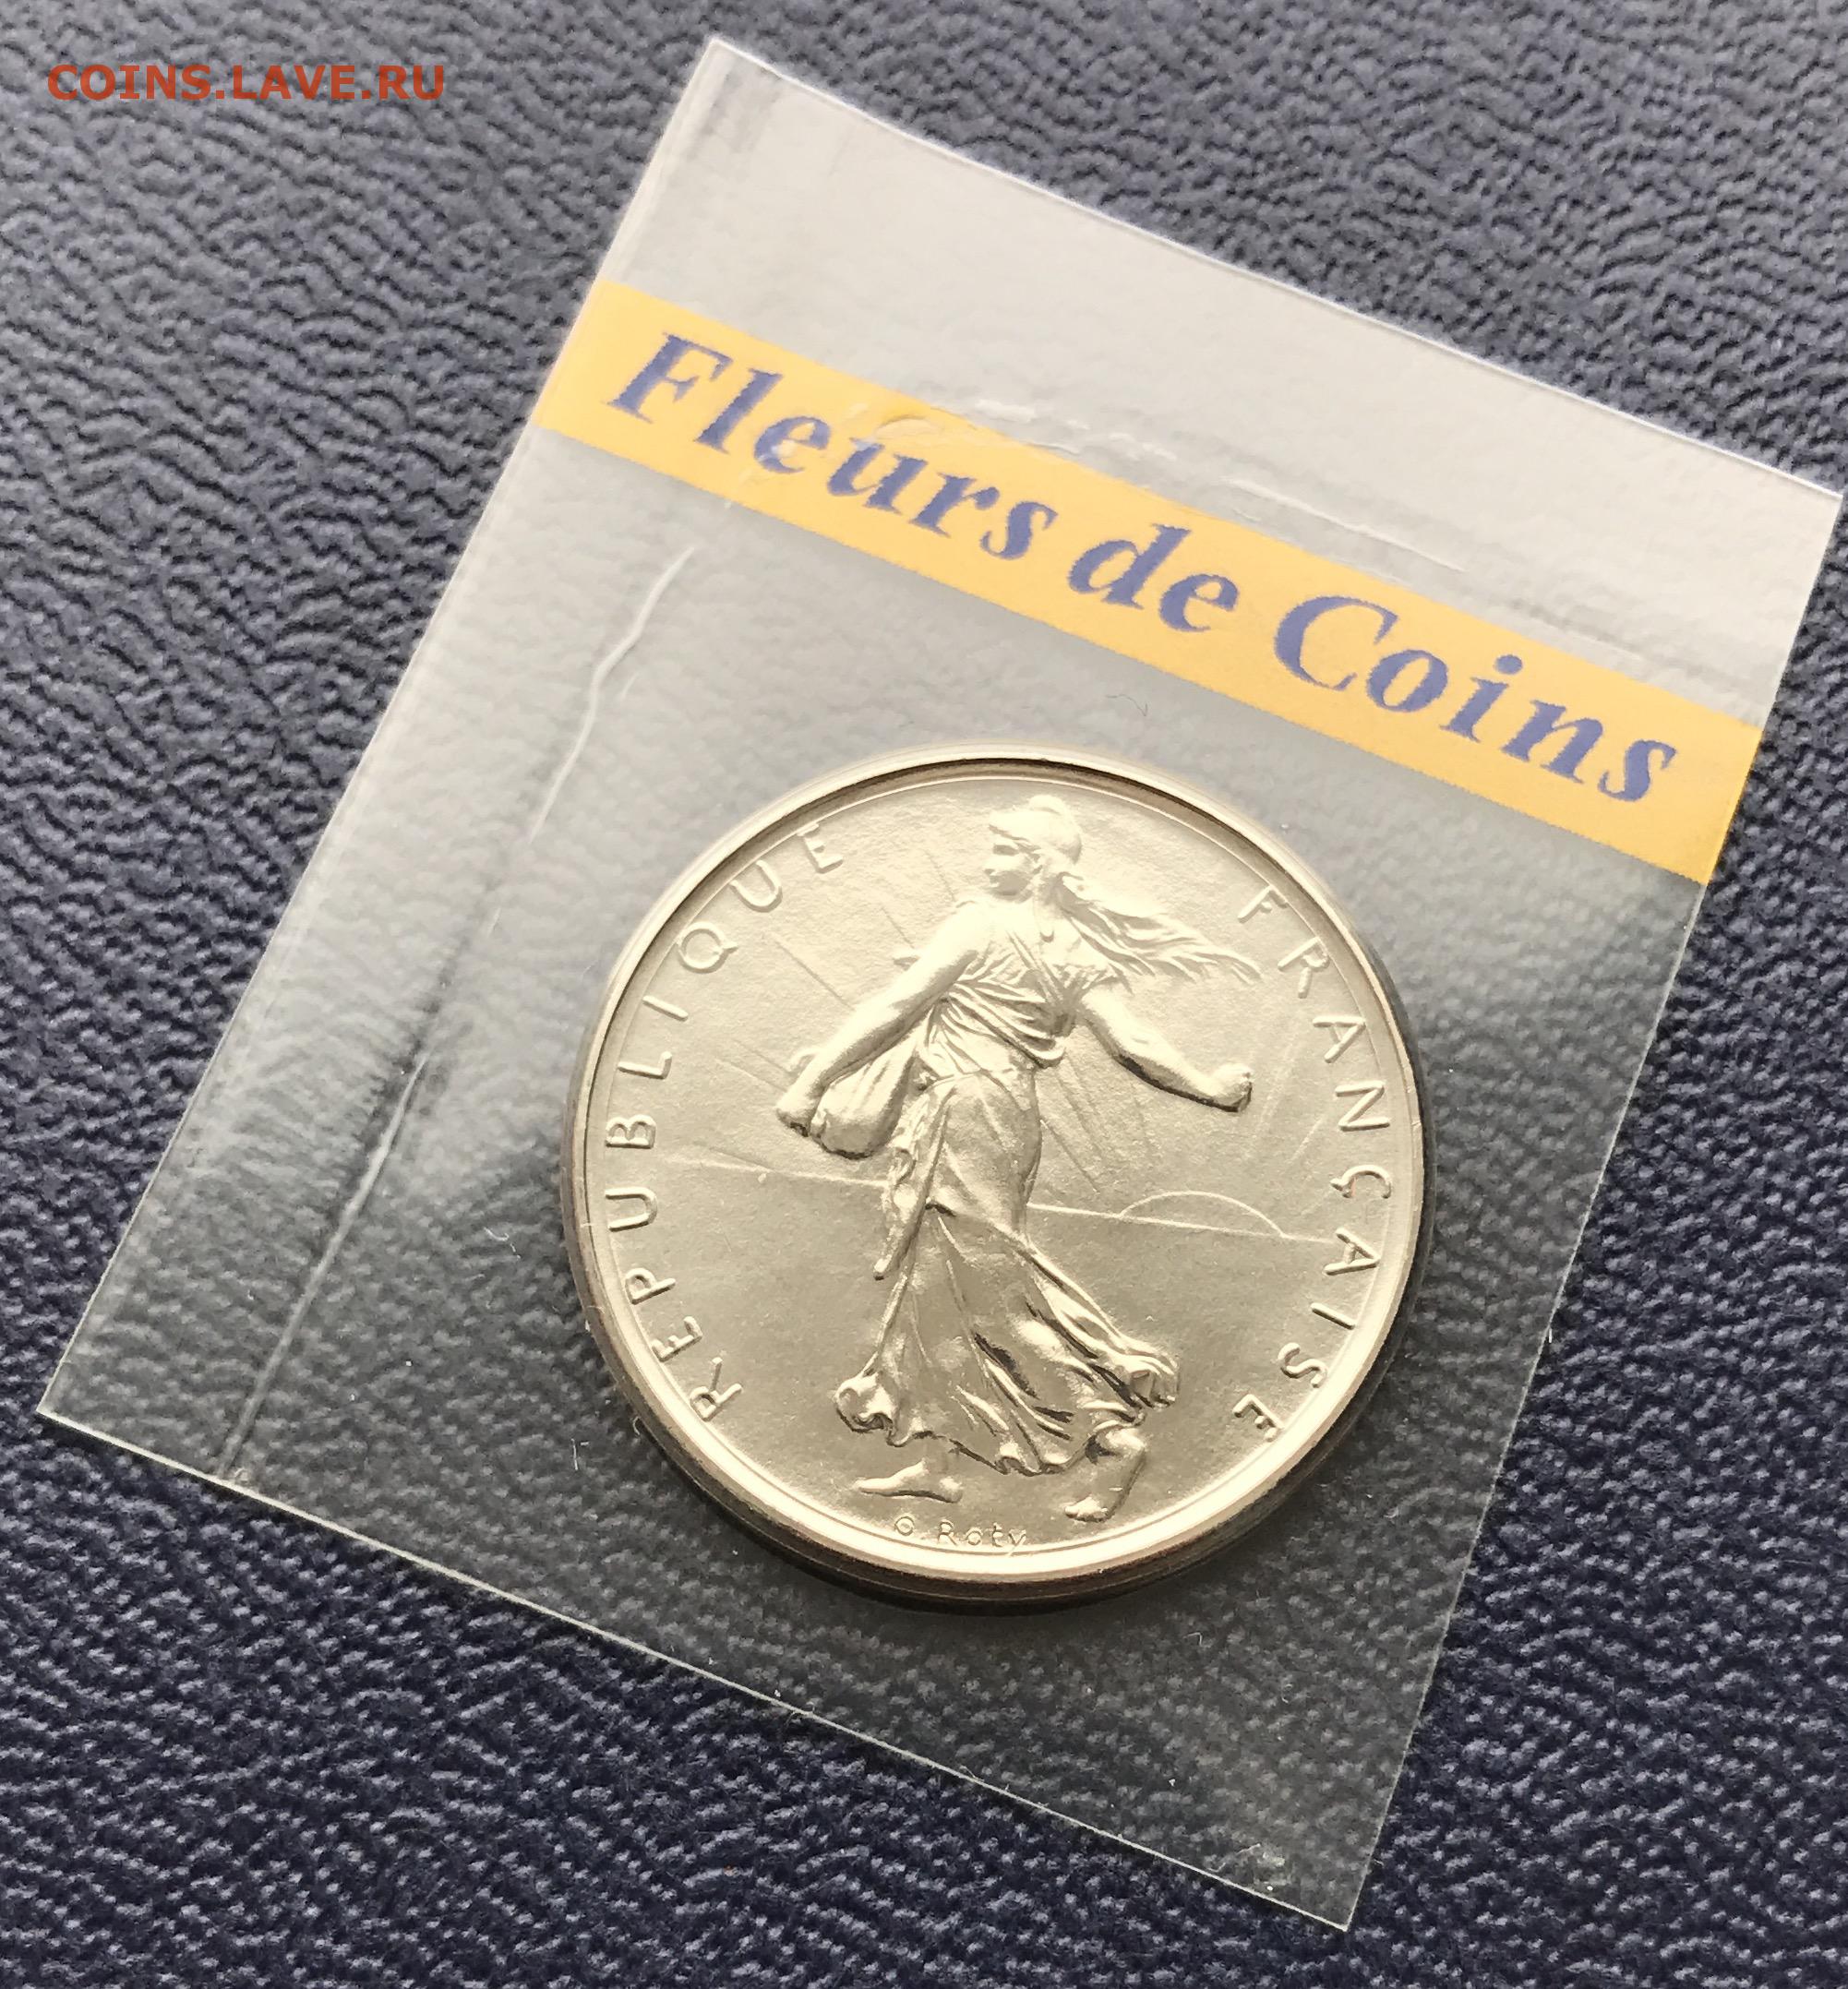 COINS.LAVE.RU
Fleurs de Coins
REPUBLIQUE FRANÇAISE
O Roty